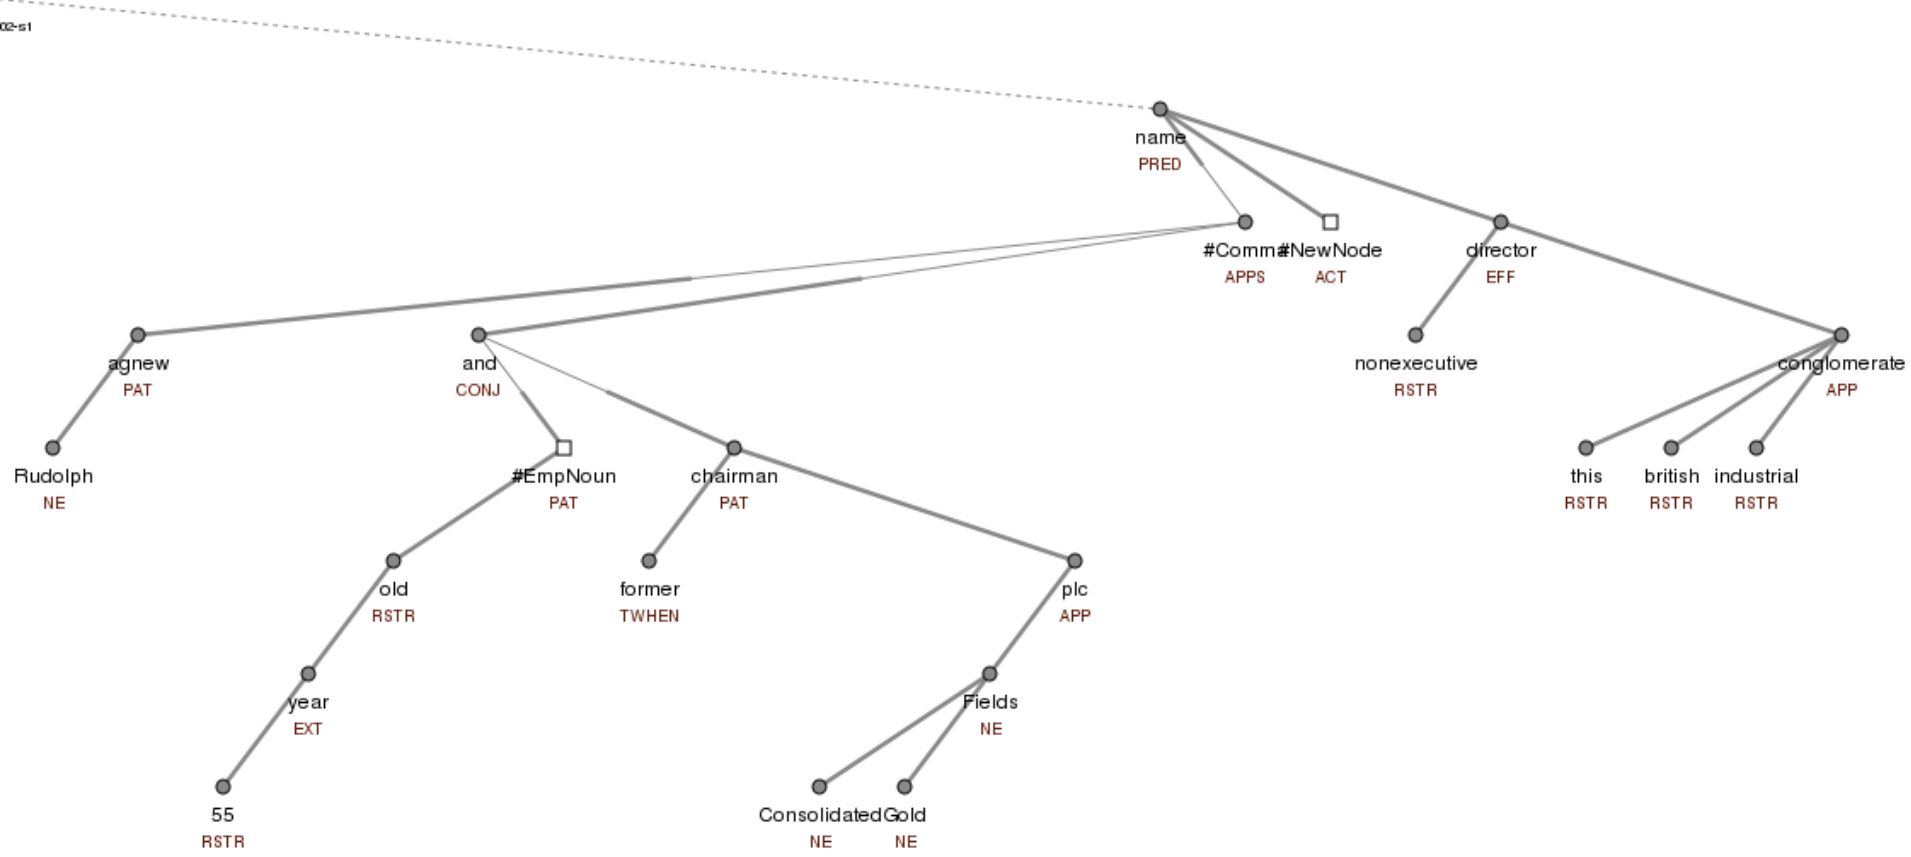 02-s1
name
PRED
#Comma #NewNode director
APPS ACT EFF
agnew and nonexecutive conglomerate
PAT CONJ RSTR APP
Rudolph #EmpNoun chairman this british industrial
NE PAT PAT RSTR RSTR RSTR
old former plc
RSTR TWHEN APP
year Fields
EXT NE
55 Consolidated Gold
RSTR NE NE